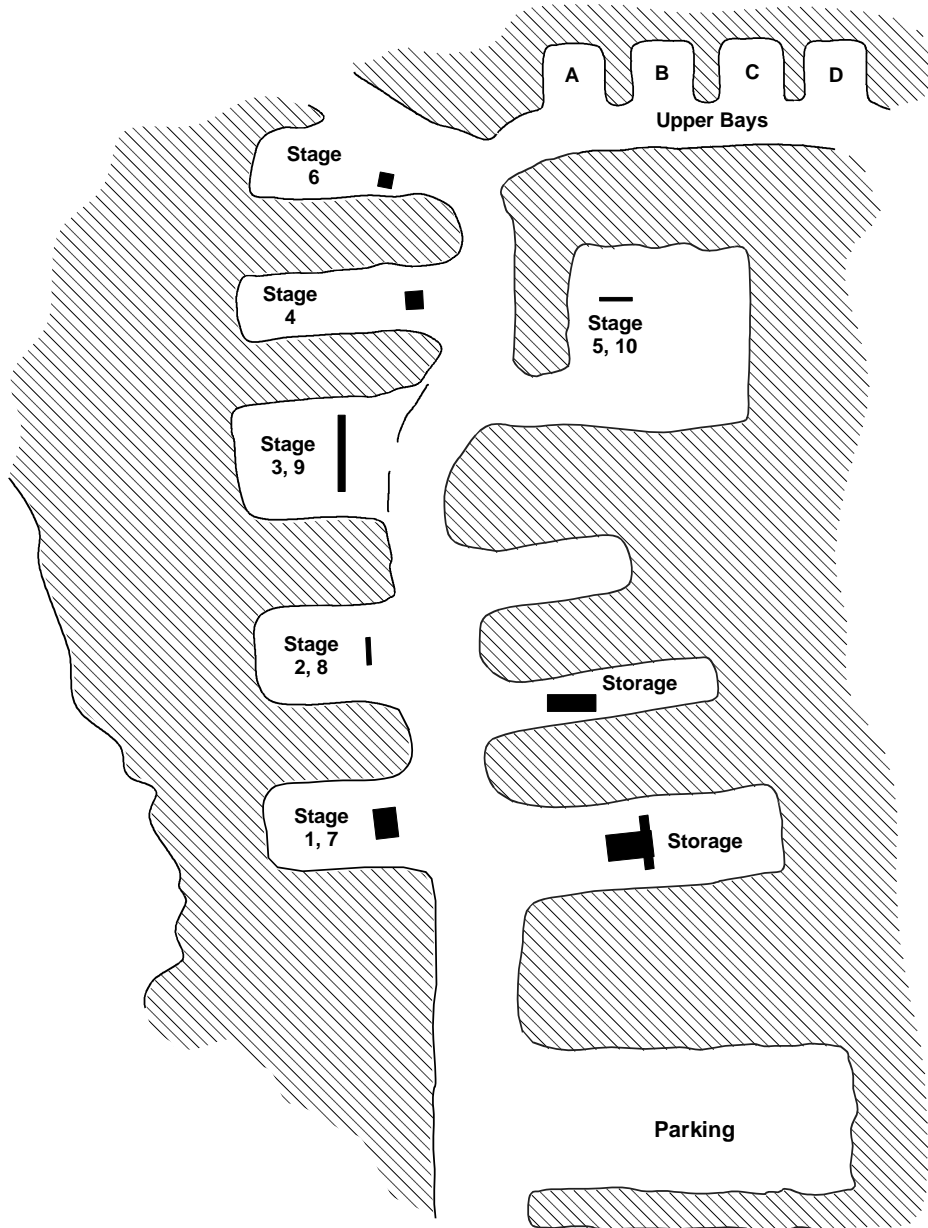 A B C D
Upper Bays
Stage
6
Stage
4
Stage
5, 10
Stage
3, 9
Stage
2, 8
Storage
Stage
1, 7
Storage
Parking